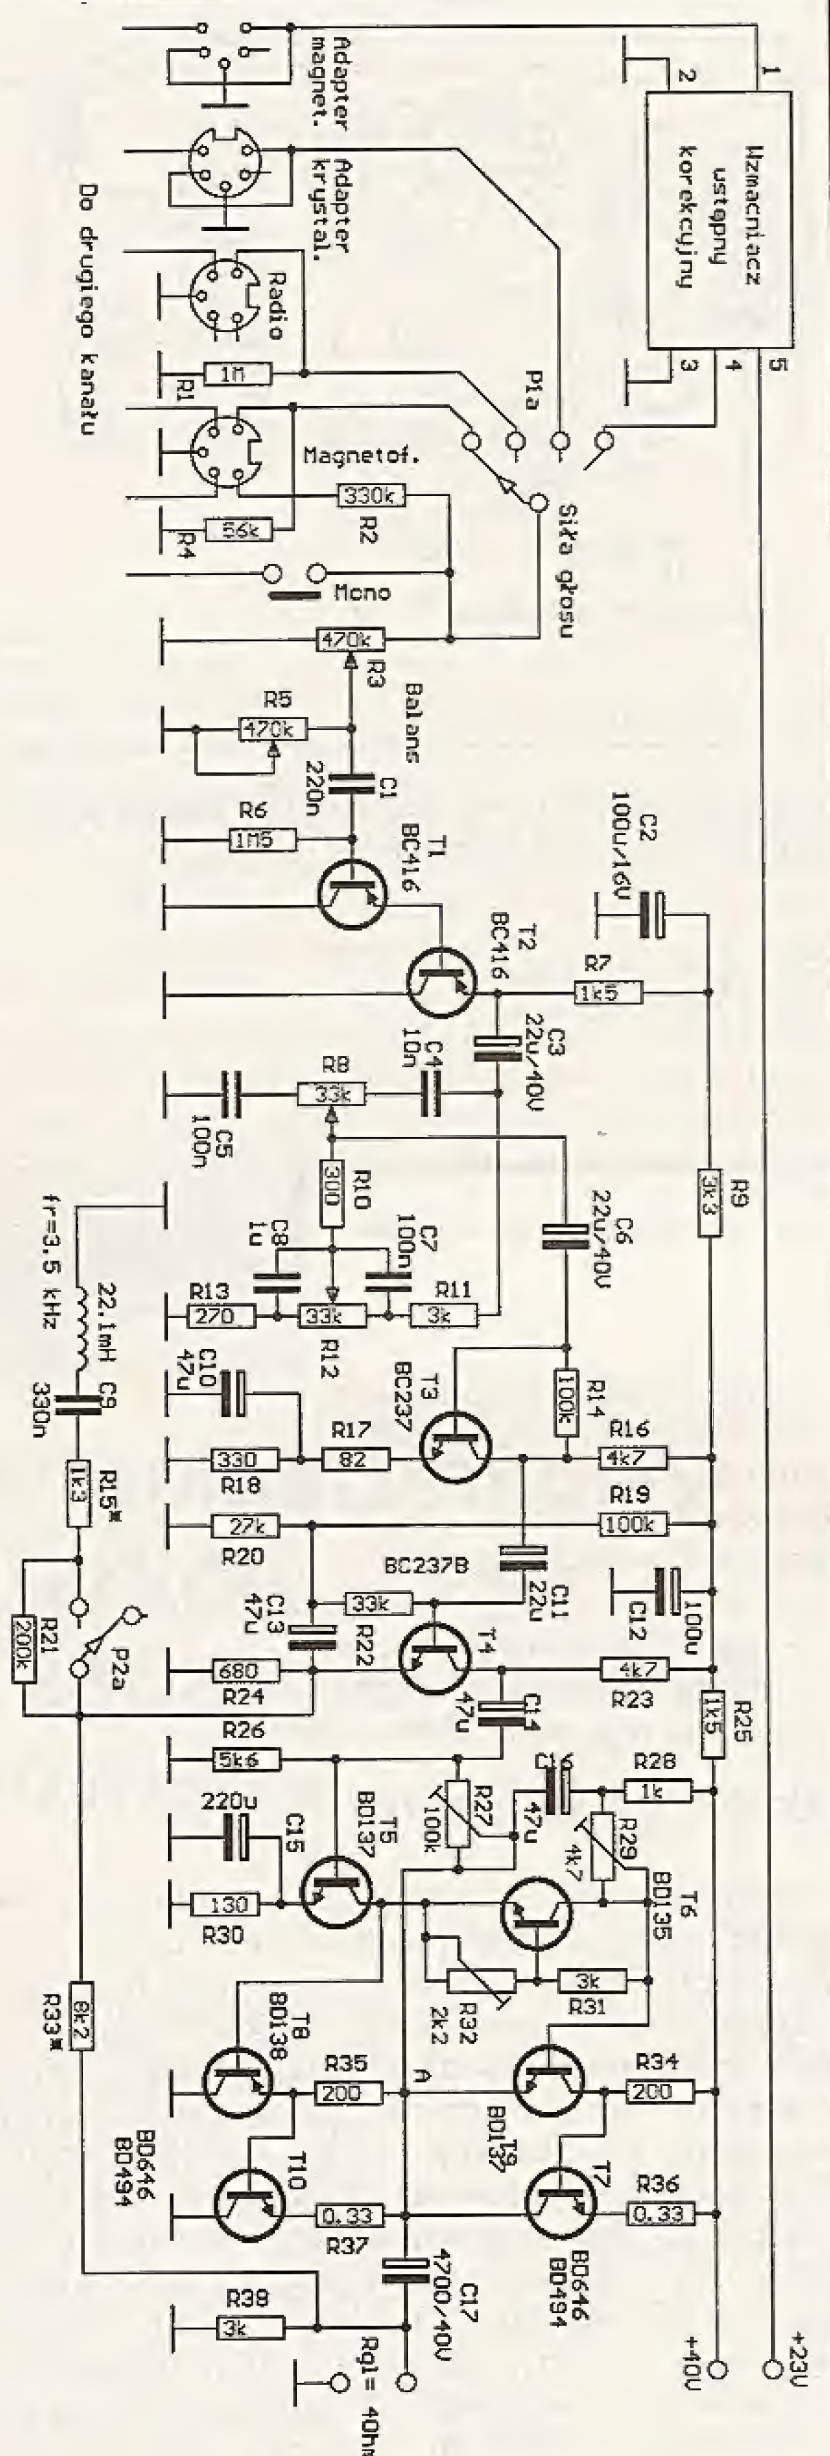 Adapter
magnet.
1
2
Wzmacniacz
ustępny
korekcyjny
3
4
5
Adapter
krystal.
Do drugiego kanału
Radio
R1
1M
P1a
Magnetof.
330k
R2
56k
R4
Siła głosu
Mono
470k
R3
Balans
R5
470k
C1
220n
R6
1M5
T1
BC416
C2
100u/16V
T2
BC416
R7
1k5
C3
22u/40V
C4
10n
R8
33k
C5
100n
R9
3k3
R10
300
C6
22u/40V
C7
100n
C8
1u
R11
3k
R13
270
33k
R12
fr=3.5 kHz
22.1mH
C9
330n
C10
47u
T3
BC237
R14
100k
R17
82
R16
4k7
330
R18
R15*
1k3
R19
100k
27k
R20
BC237B
C11
22u
C12
100u
C13
47u
33k
R22
T4
R21
200k
P2a
680
R24
4k7
R23
R25
1k5
C14
47u
R26
5k6
R27
100k
C16
47u
R28
1k
R29
4k7
220u
C15
T5
BD137
T6
BD135
130
R30
R32
2k2
3k
R31
8k2
R33*
T8
BD138
R35
200
A
R34
200
T9
BD137
BD646
BD494
T10
0.33
R37
T7
R36
0.33
BD646
BD494
C17
4700/40V
R38
3k
Rgl= 4Ohm
+40V
+23V